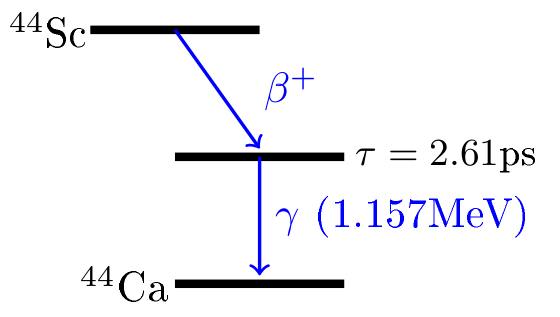 ⁴⁴Sc
β⁺
τ = 2.61ps
γ (1.157MeV)
⁴⁴Ca